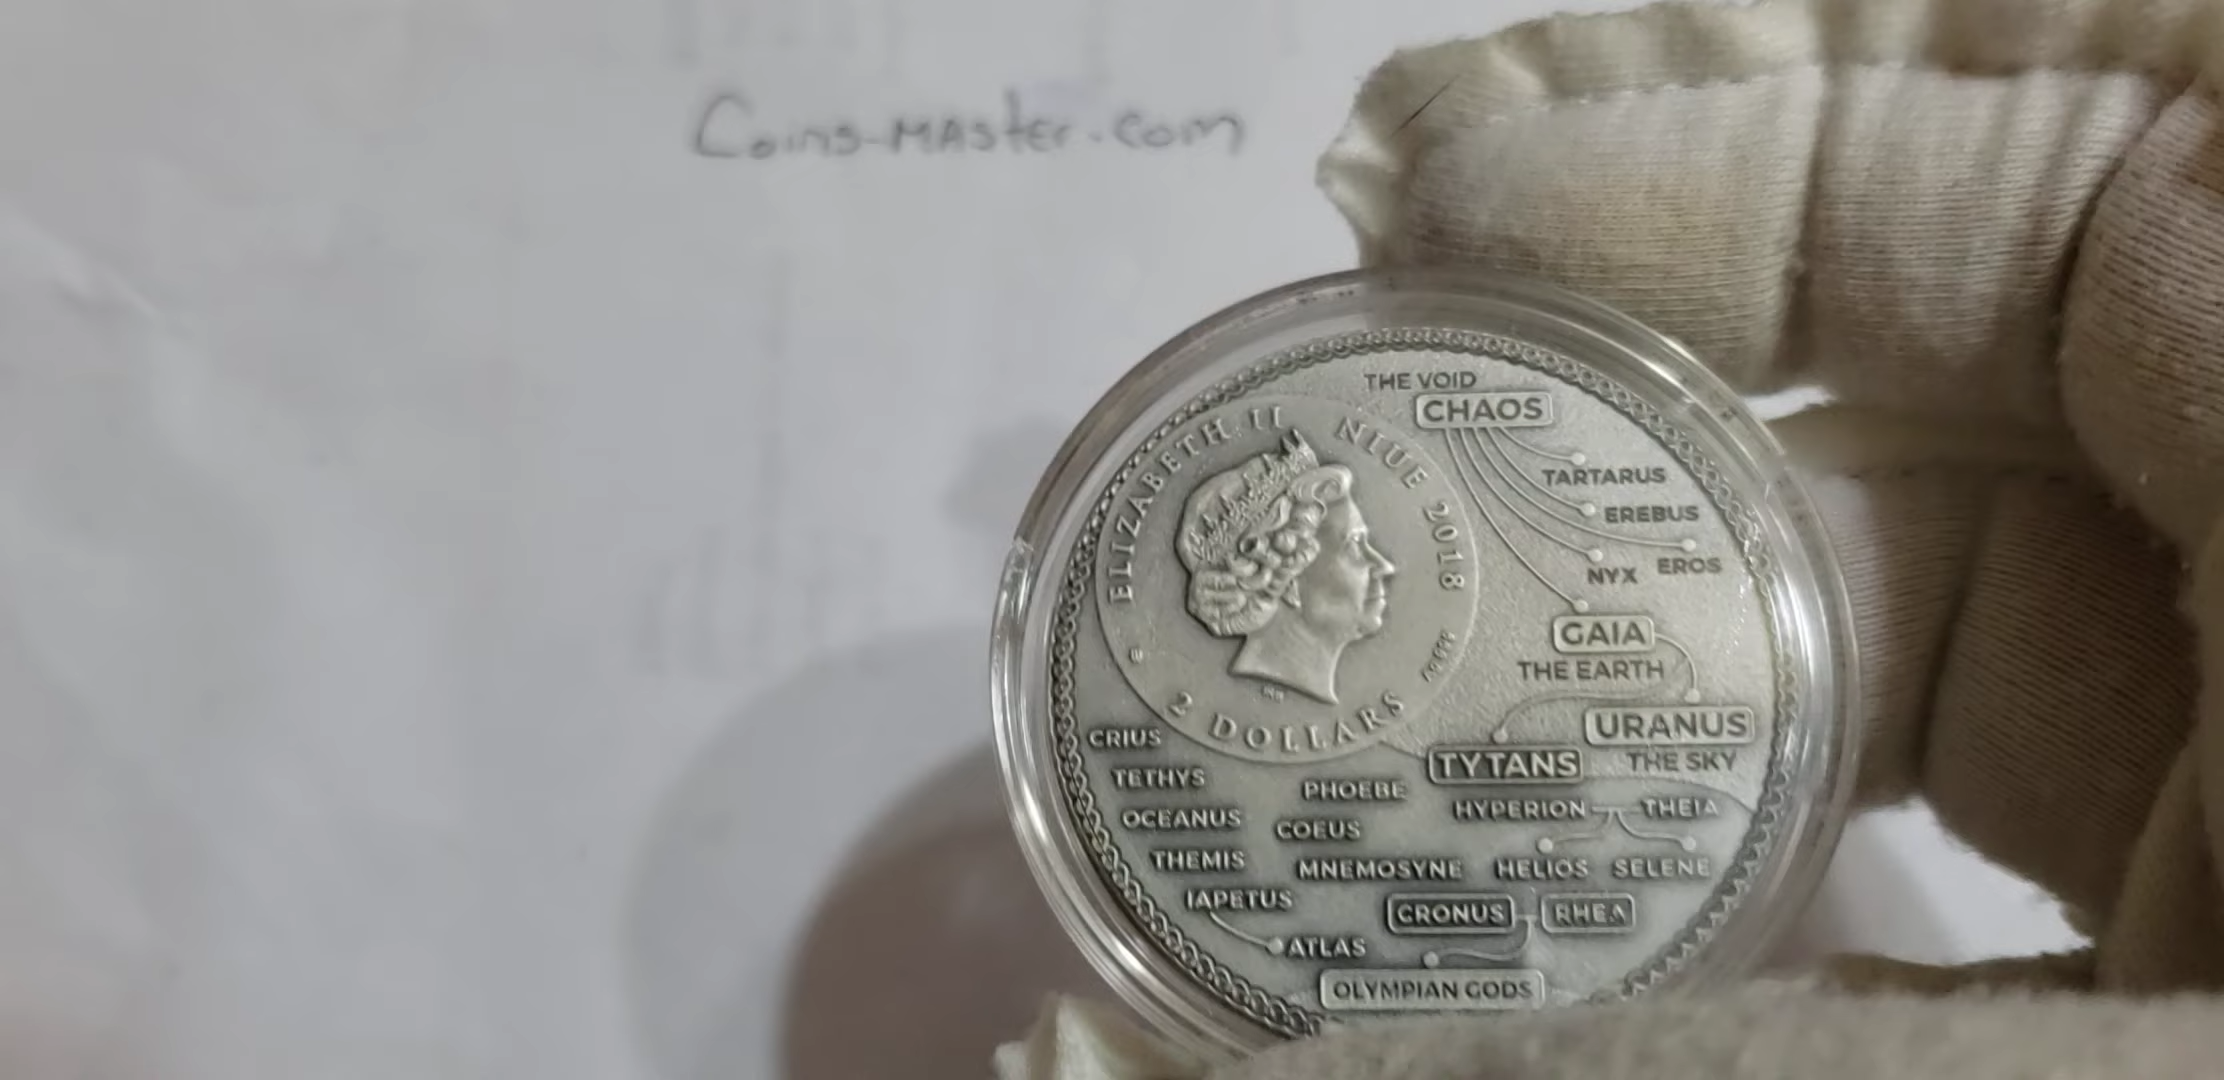 Coins-MAster.com
ELIZABETH II
NIUE 2018
2 DOLLARS
THE VOID
CHAOS
TARTARUS
EREBUS
EROS
NYX
GAIA
THE EARTH
URANUS
THE SKY
TYTANS
HYPERION THEIA
HELIOS SELENE
CRIUS
TETHYS
PHOEBE
OCEANUS
COEUS
THEMIS
MNEMOSYNE
IAPETUS
ATLAS
CRONUS RHEA
OLYMPIAN GODS